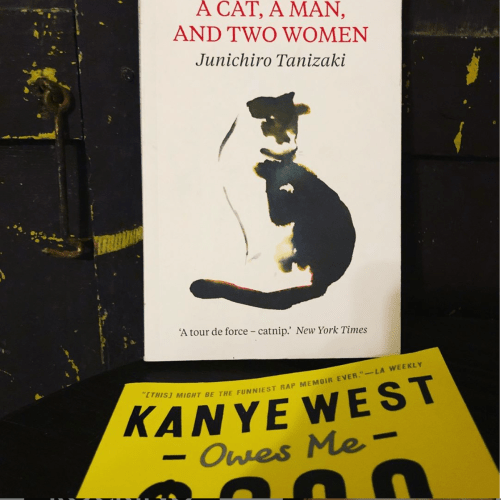 A CAT, A MAN,
AND TWO WOMEN
Junichiro Tanizaki
'A tour de force – catnip.' New York Times
"[THIS] MIGHT BE THE FUNNIEST RAP MEMOIR EVER."—LA WEEKLY
KANYE WEST
— Owes Me —